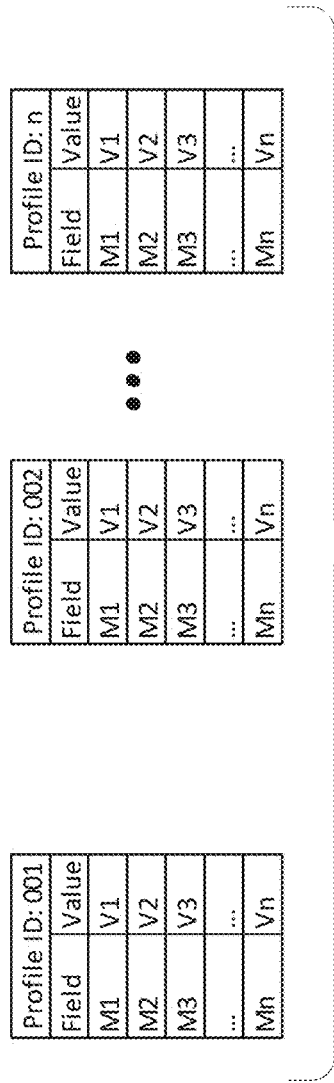 Profile ID: 001
Field Value
M1 V1
M2 V2
M3 V3
... ...
Mn Vn
Profile ID: 002
Field Value
M1 V1
M2 V2
M3 V3
... ...
Mn Vn
Profile ID: n
Field Value
M1 V1
M2 V2
M3 V3
... ...
Mn Vn